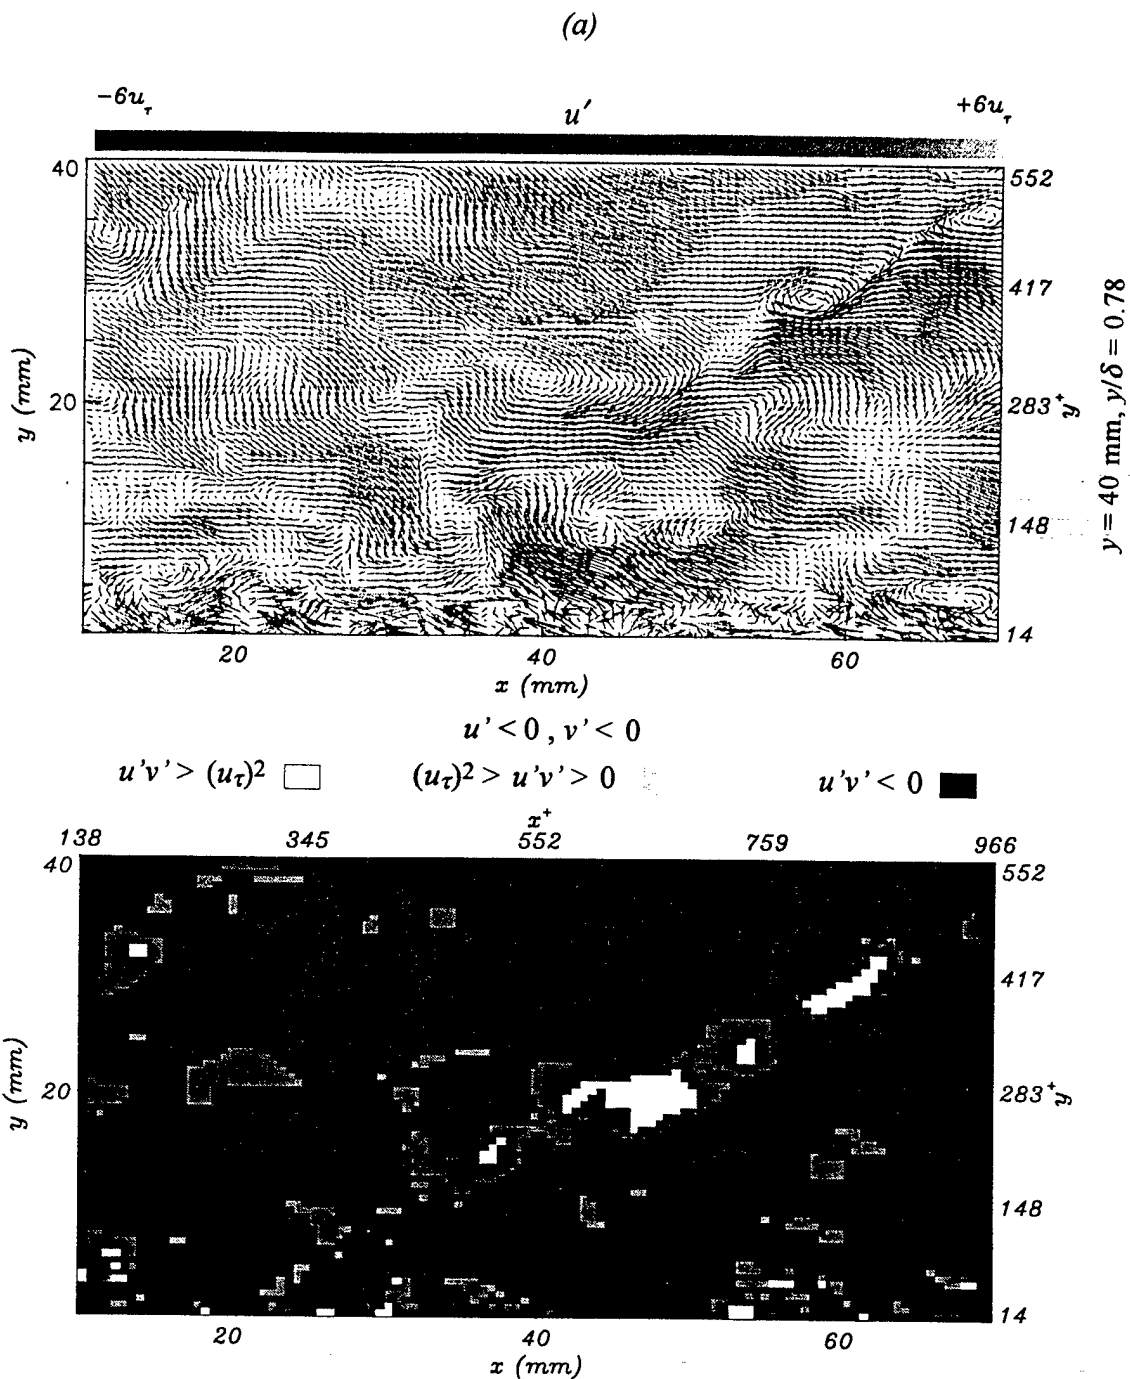 (a)
−6u_τ u′ +6u_τ
40 552
417
y (mm) 20 283 y⁺
148
14
20 40 60
x (mm)
y = 40 mm, y/δ = 0.78
u' < 0 , v' < 0
u'v' > (u_τ)² (u_τ)² > u'v' > 0 u'v' < 0
x⁺
138 345 552 759 966
40 552
417
y (mm) 20 283 y⁺
148
14
20 40 60
x (mm)